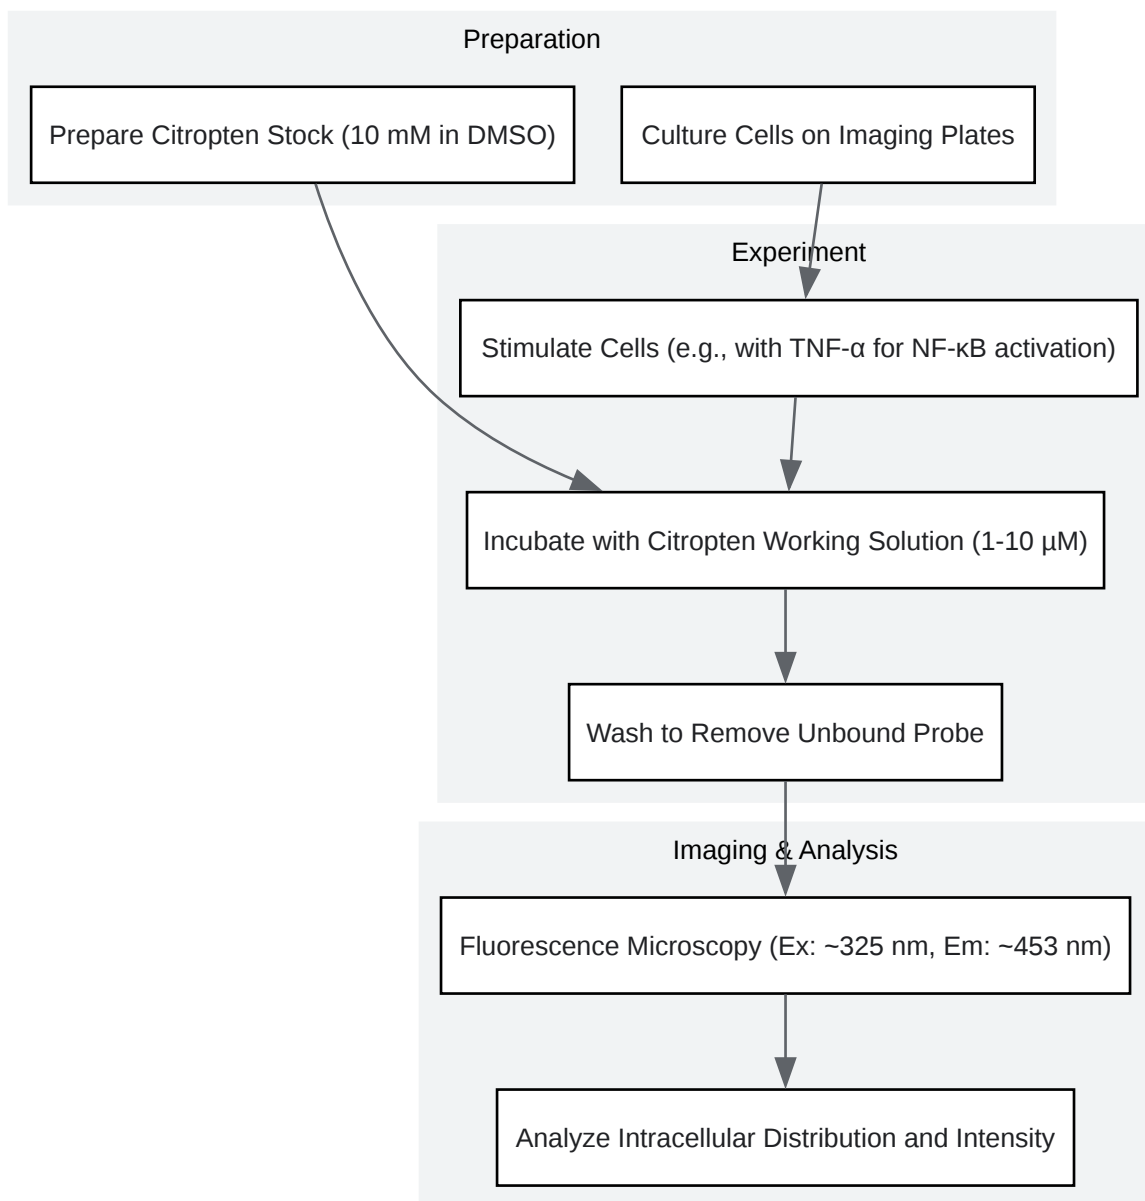 Preparation
Prepare Citropten Stock (10 mM in DMSO)
Culture Cells on Imaging Plates
Experiment
Stimulate Cells (e.g., with TNF-α for NF-κB activation)
Incubate with Citropten Working Solution (1-10 µM)
Wash to Remove Unbound Probe
Imaging & Analysis
Fluorescence Microscopy (Ex: ~325 nm, Em: ~453 nm)
Analyze Intracellular Distribution and Intensity